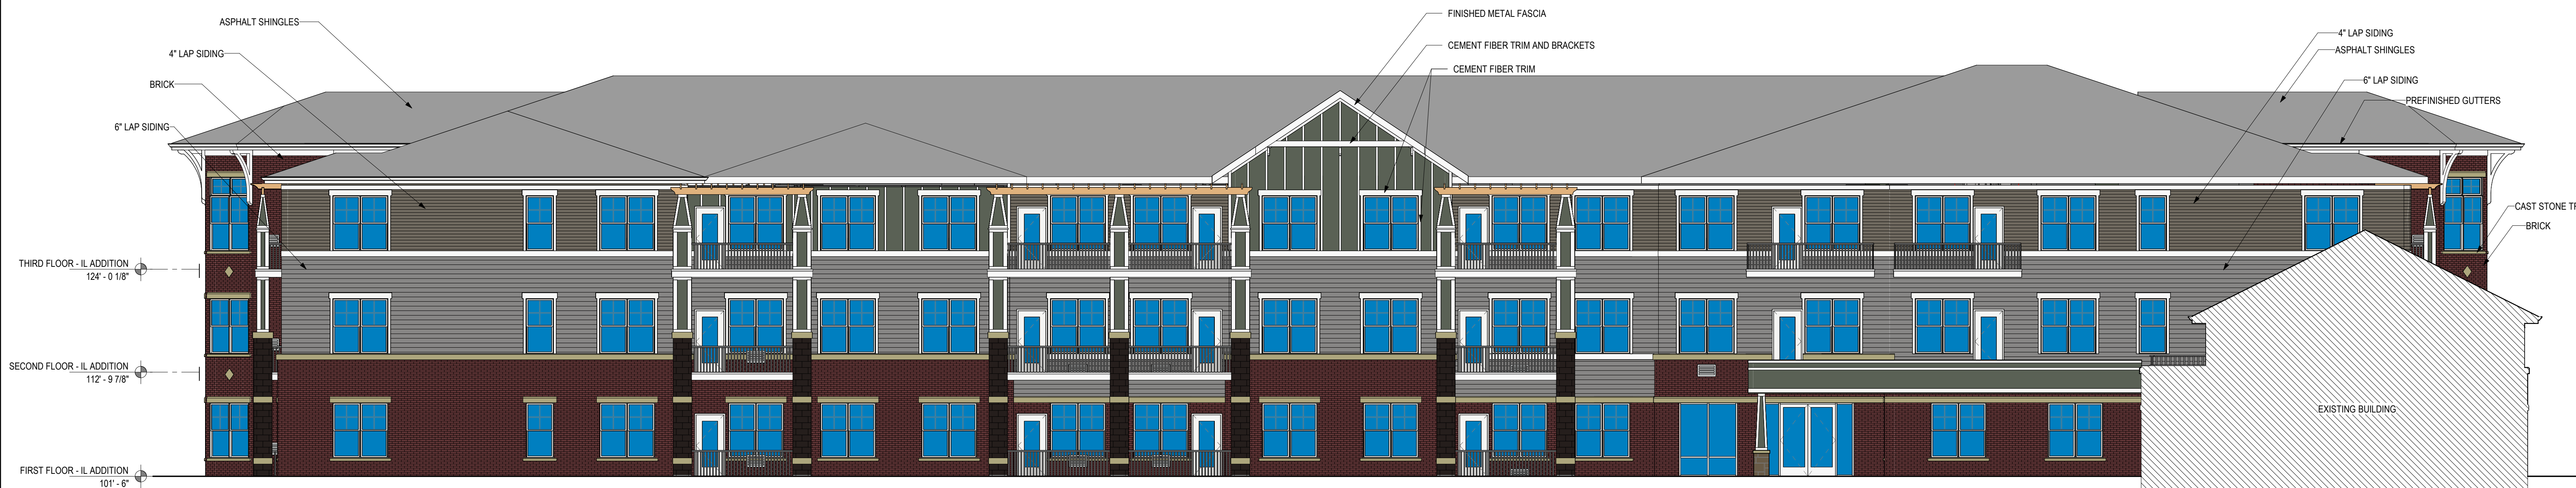 ASPHALT SHINGLES
4" LAP SIDING
BRICK
6" LAP SIDING
FINISHED METAL FASCIA
CEMENT FIBER TRIM AND BRACKETS
CEMENT FIBER TRIM
4" LAP SIDING
ASPHALT SHINGLES
6" LAP SIDING
PREFINISHED GUTTERS
CAST STONE
BRICK
THIRD FLOOR - IL ADDITION
124' - 0 1/8"
SECOND FLOOR - IL ADDITION
112' - 9 7/8"
EXISTING BUILDING
FIRST FLOOR - IL ADDITION
101' - 6"